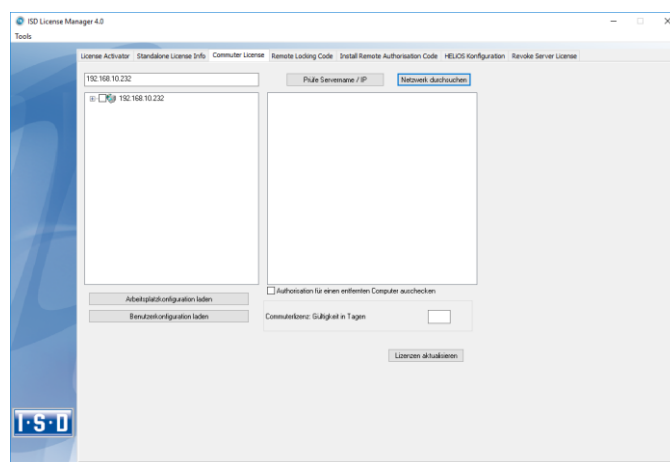 ISD License Manager 4.0
Tools
License Activator Standalone License Info Commuter License Remote Locking Code Install Remote Authorisation Code HELiOS Konfiguration Revoke Server License
192.168.10.232 Prüfe Servername / IP Netzwerk durchsuchen
192.168.10.232
Authorisation für einen entfernten Computer auschecken
Arbeitsplatzkonfiguration laden
Benutzerkonfiguration laden
Commuterlizenz: Gültigkeit in Tagen
Lizenzen aktualisieren
I·S·D